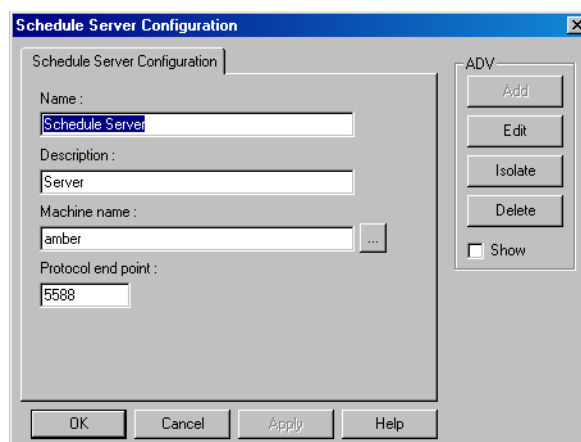 Schedule Server Configuration
Schedule Server Configuration
Name :
Schedule Server
Description :
Server
Machine name :
amber
...
Protocol end point :
5588
ADV
Add
Edit
Isolate
Delete
Show
OK
Cancel
Apply
Help